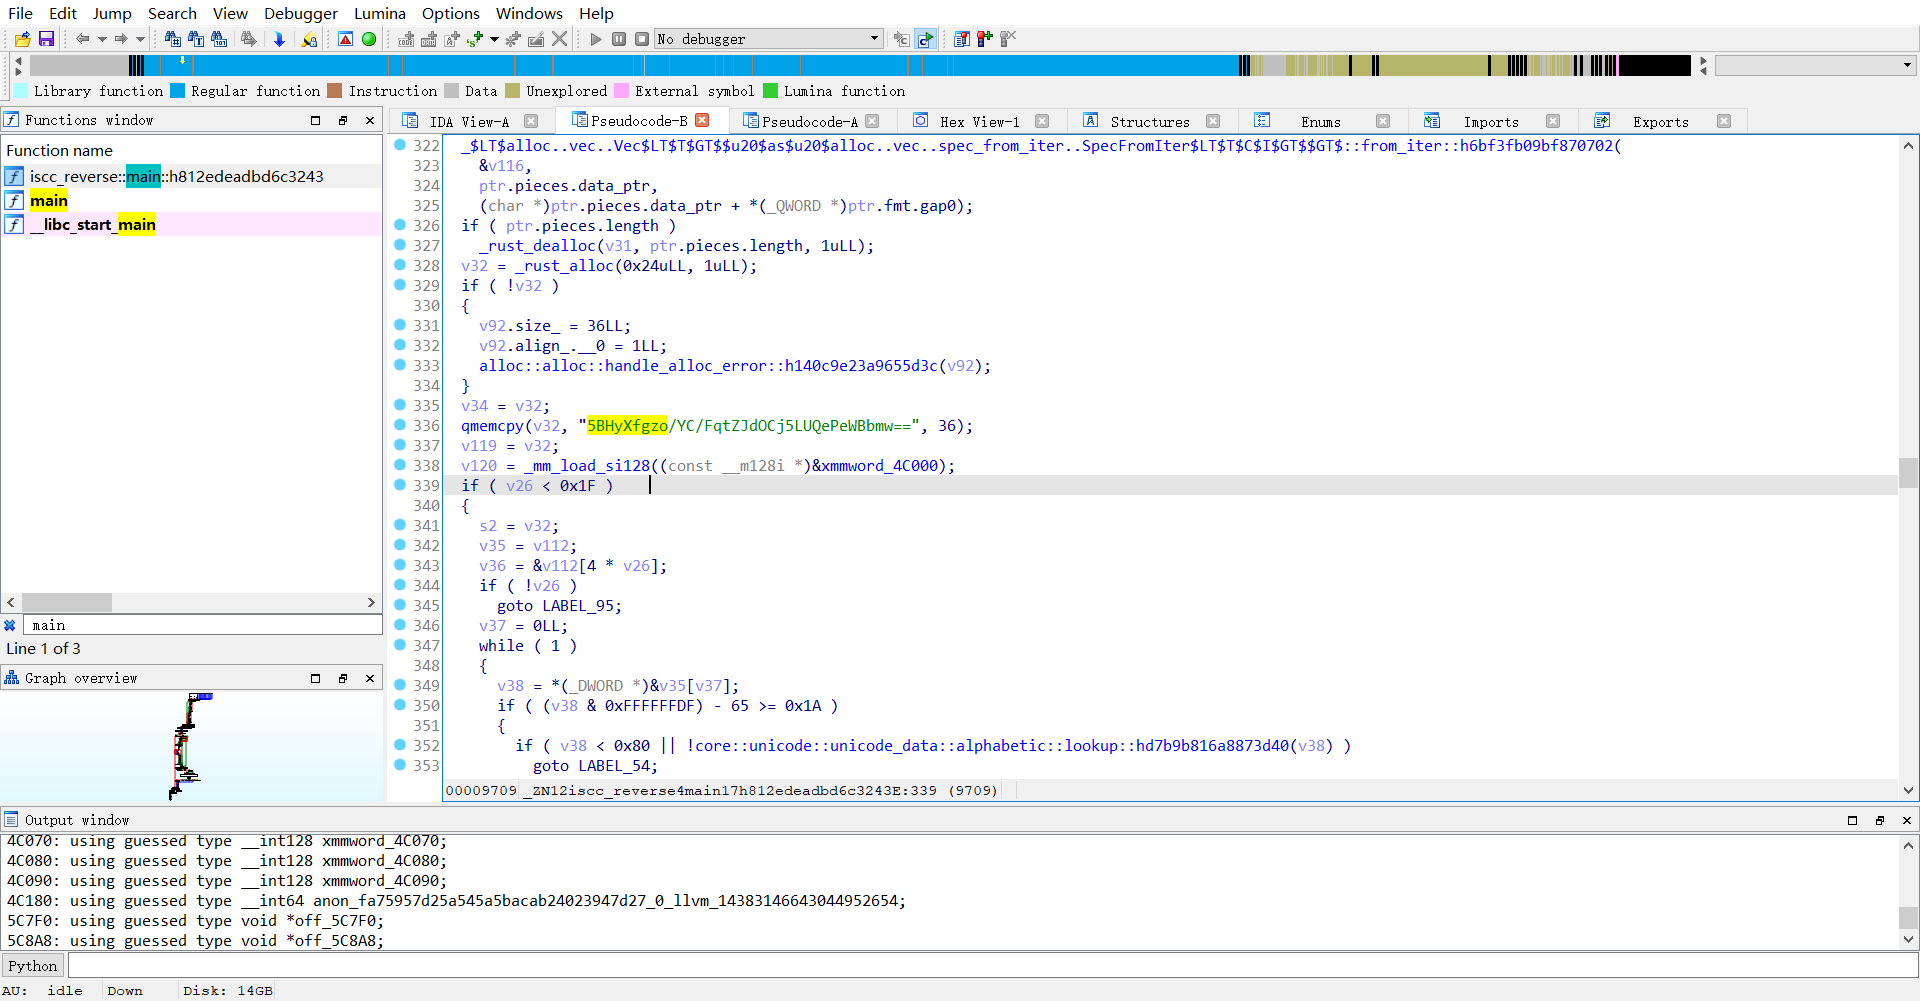 File Edit Jump Search View Debugger Lumina Options Windows Help
No debugger
Library function Regular function Instruction Data Unexplored External symbol Lumina function
Functions window
IDA View-A Pseudocode-B Pseudocode-A Hex View-1 Structures Enums Imports Exports
Function name
iscc_reverse::main::h812edeadbd6c3243
main
__libc_start_main
main
Line 1 of 3
Graph overview
322 _$LT$alloc..vec..Vec$LT$T$GT$$u20$as$u20$alloc..vec..spec_from_iter..SpecFromIter$LT$T$C$I$GT$$GT$::from_iter::h6bf3fb09bf870702(
323 &v116,
324 ptr.pieces.data_ptr,
325 (char *)ptr.pieces.data_ptr + *(_QWORD *)ptr.fmt.gap0);
326 if ( ptr.pieces.length )
327 _rust_dealloc(v31, ptr.pieces.length, 1uLL);
328 v32 = _rust_alloc(0x24uLL, 1uLL);
329 if ( !v32 )
330 {
331 v92.size_ = 36LL;
332 v92.align_.__0 = 1LL;
333 alloc::alloc::handle_alloc_error::h140c9e23a9655d3c(v92);
334 }
335 v34 = v32;
336 qmemcpy(v32, "5BHyXfgzo/YC/FqtZJdOCj5LUQePeWBbmw==", 36);
337 v119 = v32;
338 v120 = _mm_load_si128((const __m128i *)&xmmword_4C000);
339 if ( v26 < 0x1F )
340 {
341 s2 = v32;
342 v35 = v112;
343 v36 = &v112[4 * v26];
344 if ( !v26 )
345 goto LABEL_95;
346 v37 = 0LL;
347 while ( 1 )
348 {
349 v38 = *(_DWORD *)&v35[v37];
350 if ( (v38 & 0xFFFFFFDF) - 65 >= 0x1A )
351 {
352 if ( v38 < 0x80 || !core::unicode::unicode_data::alphabetic::lookup::hd7b9b816a8873d40(v38) )
353 goto LABEL_54;
00009709 _ZN12iscc_reverse4main17h812edeadbd6c3243E:339 (9709)
Output window
4C070: using guessed type __int128 xmmword_4C070;
4C080: using guessed type __int128 xmmword_4C080;
4C090: using guessed type __int128 xmmword_4C090;
4C180: using guessed type __int64 anon_fa75957d25a545a5bacab24023947d27_0_llvm_14383146643044952654;
5C7F0: using guessed type void *off_5C7F0;
5C8A8: using guessed type void *off_5C8A8;
Python
AU: idle Down Disk: 14GB